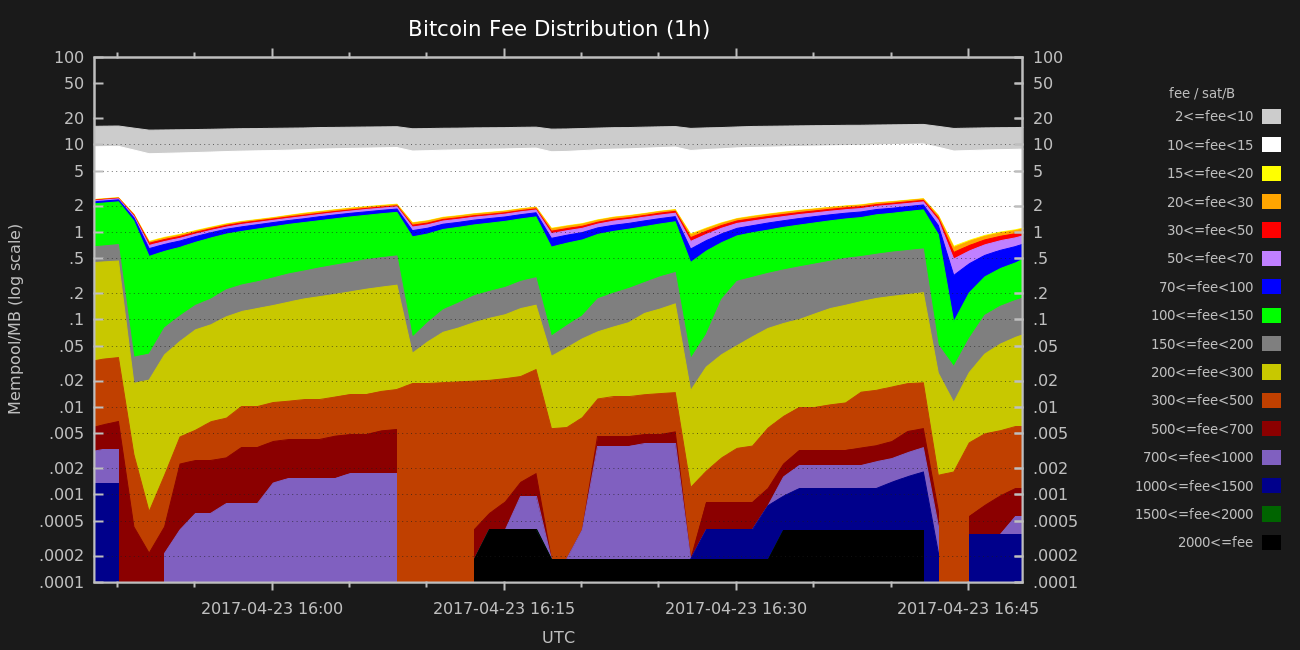 Bitcoin Fee Distribution (1h)
Mempool/MB (log scale)
100
50
20
10
5
2
1
.5
.2
.1
.05
.02
.01
.005
.002
.001
.0005
.0002
.0001
100
50
20
10
5
2
1
.5
.2
.1
.05
.02
.01
.005
.002
.001
.0005
.0002
.0001
2017-04-23 16:00
2017-04-23 16:15
2017-04-23 16:30
2017-04-23 16:45
UTC
fee / sat/B
2<=fee<10
10<=fee<15
15<=fee<20
20<=fee<30
30<=fee<50
50<=fee<70
70<=fee<100
100<=fee<150
150<=fee<200
200<=fee<300
300<=fee<500
500<=fee<700
700<=fee<1000
1000<=fee<1500
1500<=fee<2000
2000<=fee